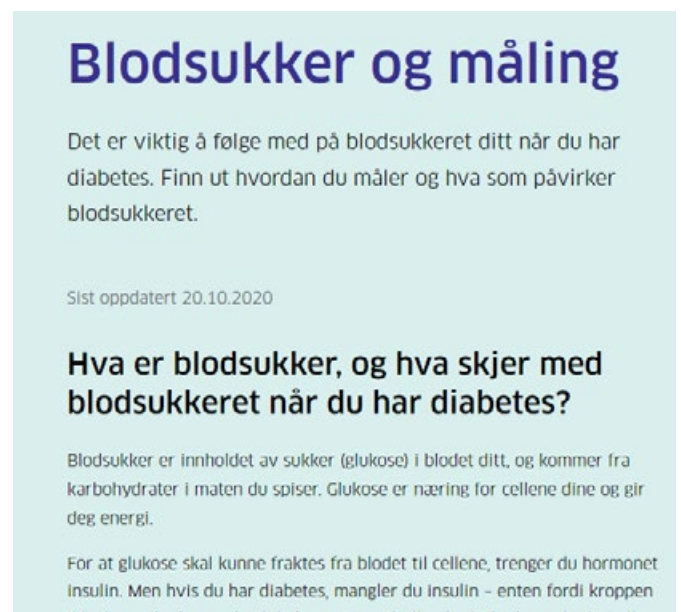 Blodsukker og måling
Det er viktig å følge med på blodsukkeret ditt når du har
diabetes. Finn ut hvordan du måler og hva som påvirker
blodsukkeret.
Sist oppdatert 20.10.2020
Hva er blodsukker, og hva skjer med
blodsukkeret når du har diabetes?
Blodsukker er innholdet av sukker (glukose) i blodet ditt, og kommer fra
karbohydrater i maten du spiser. Glukose er næring for cellene dine og gir
deg energi.
For at glukose skal kunne fraktes fra blodet til cellene, trenger du hormonet
insulin. Men hvis du har diabetes, mangler du insulin – enten fordi kroppen